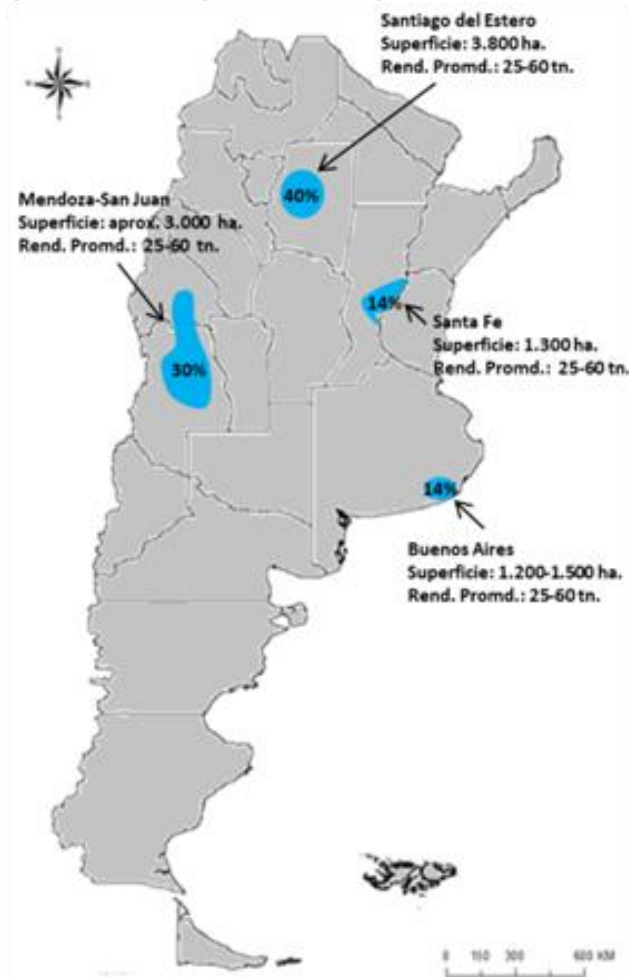 Santiago del Estero
Superficie: 3.800 ha.
Rend. Promd.: 25-60 tn.
40%
Mendoza-San Juan
Superficie: aprox. 3.000 ha.
Rend. Promd.: 25-60 tn.
30%
14%
Santa Fe
Superficie: 1.300 ha.
Rend. Promd.: 25-60 tn.
14%
Buenos Aires
Superficie: 1.200-1.500 ha.
Rend. Promd.: 25-60 tn.
0 150 300 600 KM